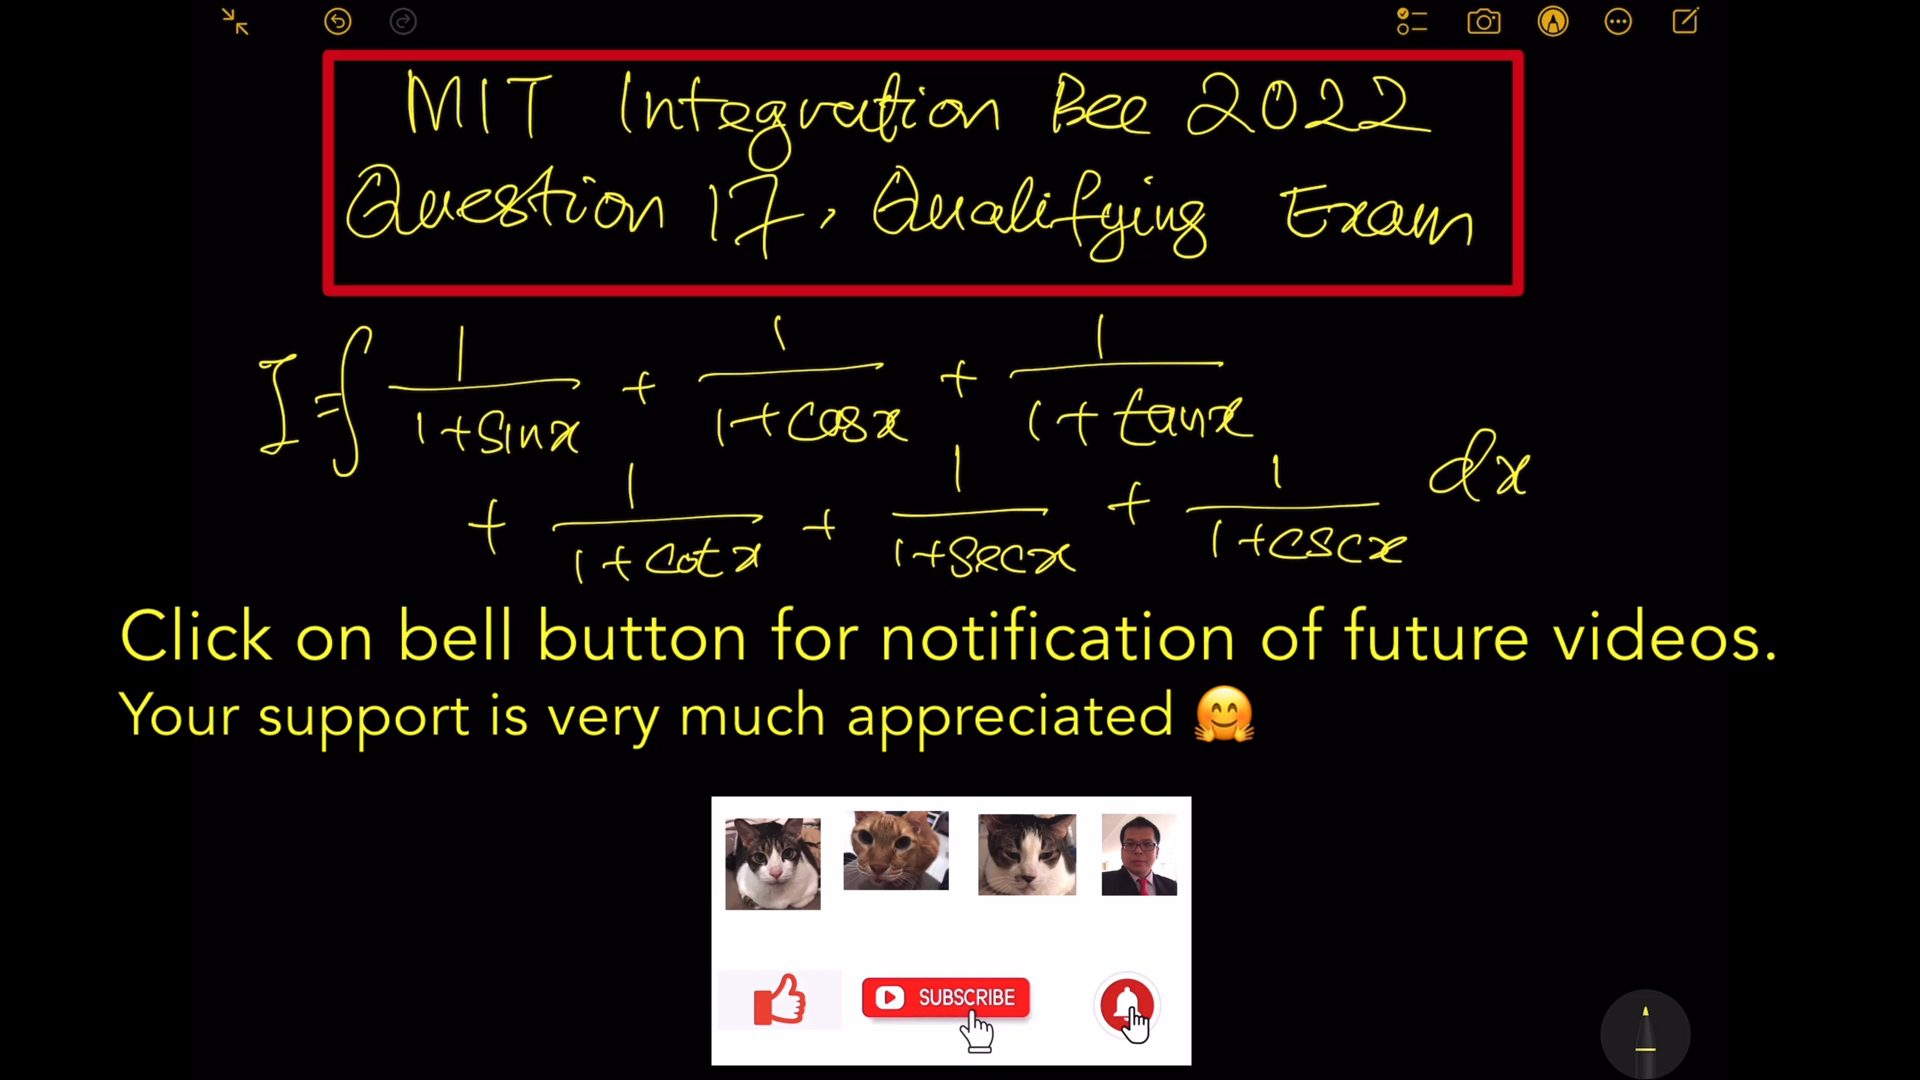 MIT Integration Bee 2022
Question 17, Qualifying Exam
I = ∫ 1/(1+sinx) + 1/(1+cosx) + 1/(1+tanx)
+ 1/(1+cotx) + 1/(1+secx) + 1/(1+cscx) dx
Click on bell button for notification of future videos.
Your support is very much appreciated 🤗
SUBSCRIBE